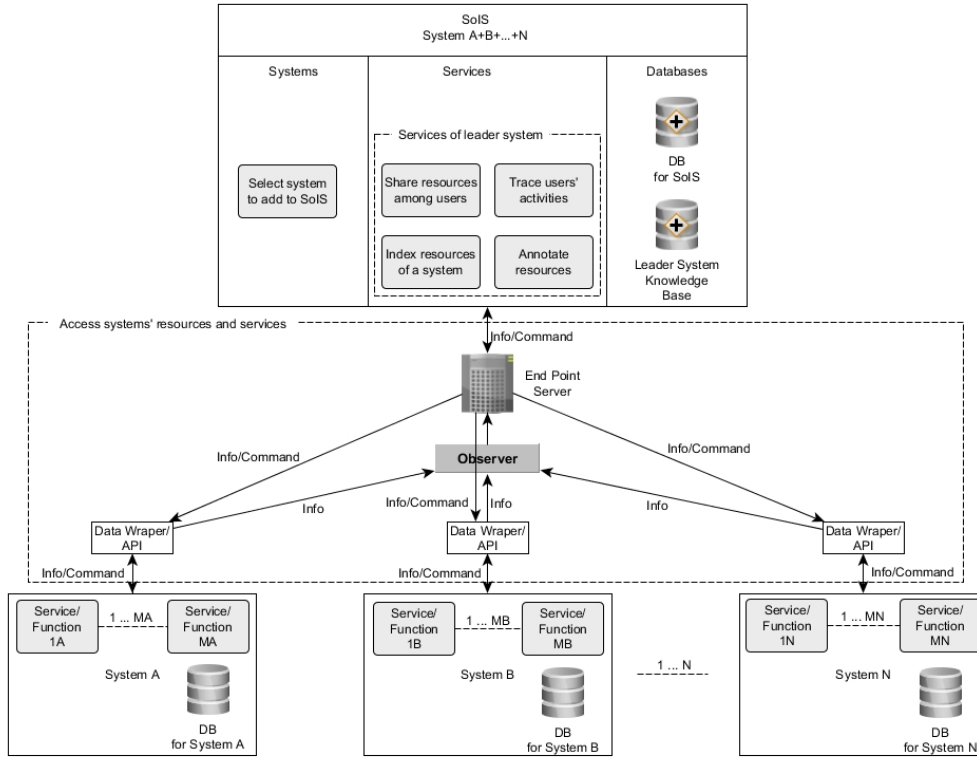 SoIS
System A+B+...+N
Systems
Services
Databases
Services of leader system
Select system
to add to SoIS
Share resources
among users
Trace users'
activities
Index resources
of a system
Annotate
resources
DB
for SoIS
Leader System
Knowledge
Base
Access systems' resources and services
Info/Command
End Point
Server
Info/Command
Info/Command
Observer
Info
Info/Command
Info
Info
Data Wraper/
API
Data Wraper/
API
Data Wraper/
API
Info/Command
Info/Command
Info/Command
Service/
Function
1A
1 ... MA
Service/
Function
MA
System A
DB
for System A
Service/
Function
1B
1 ... MB
Service/
Function
MB
System B
DB
for System B
1 ... N
Service/
Function
1N
1 ... MN
Service/
Function
MN
System N
DB
for System N